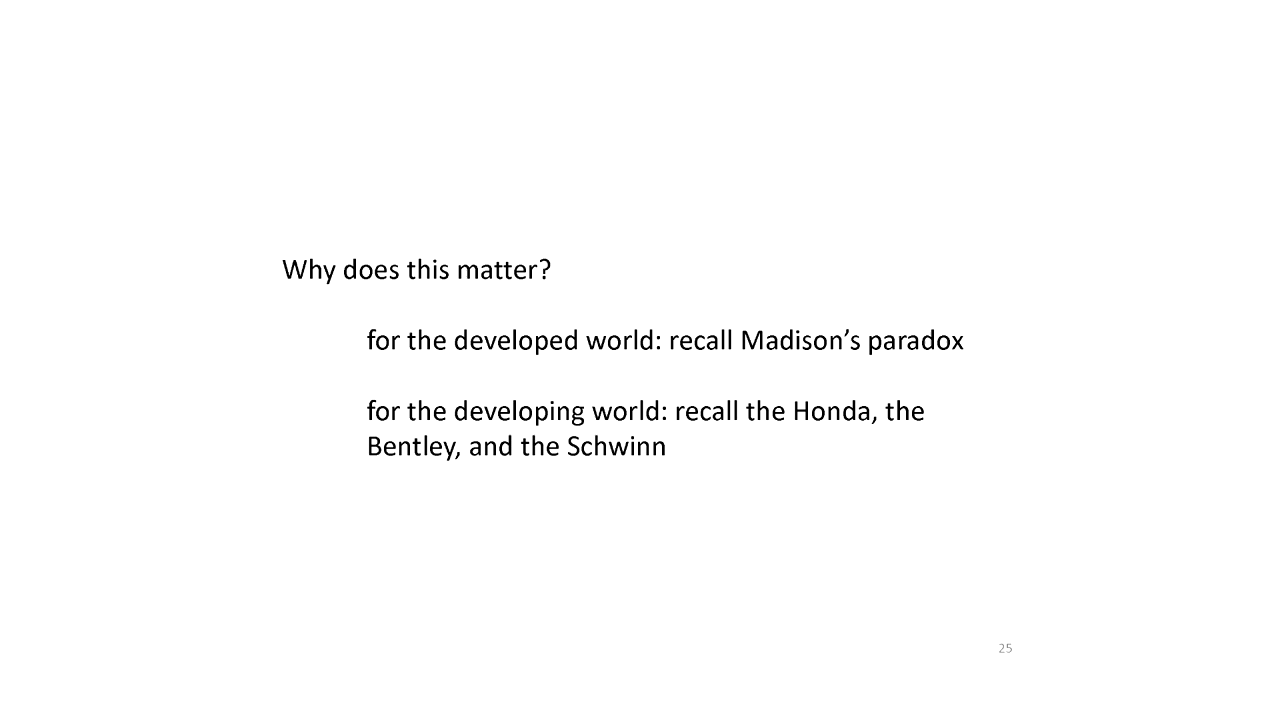 Why does this matter?
for the developed world: recall Madison’s paradox
for the developing world: recall the Honda, the
Bentley, and the Schwinn
25